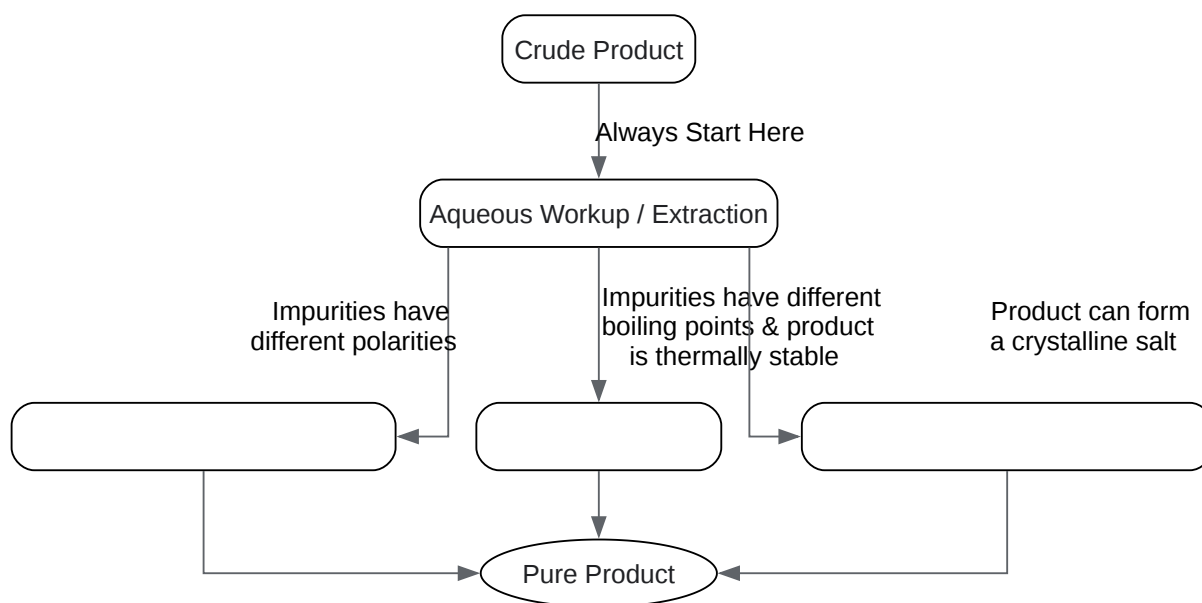 Crude Product
Always Start Here
Aqueous Workup / Extraction
Impurities have
different polarities
Impurities have different
boiling points & product
is thermally stable
Product can form
a crystalline salt
Pure Product